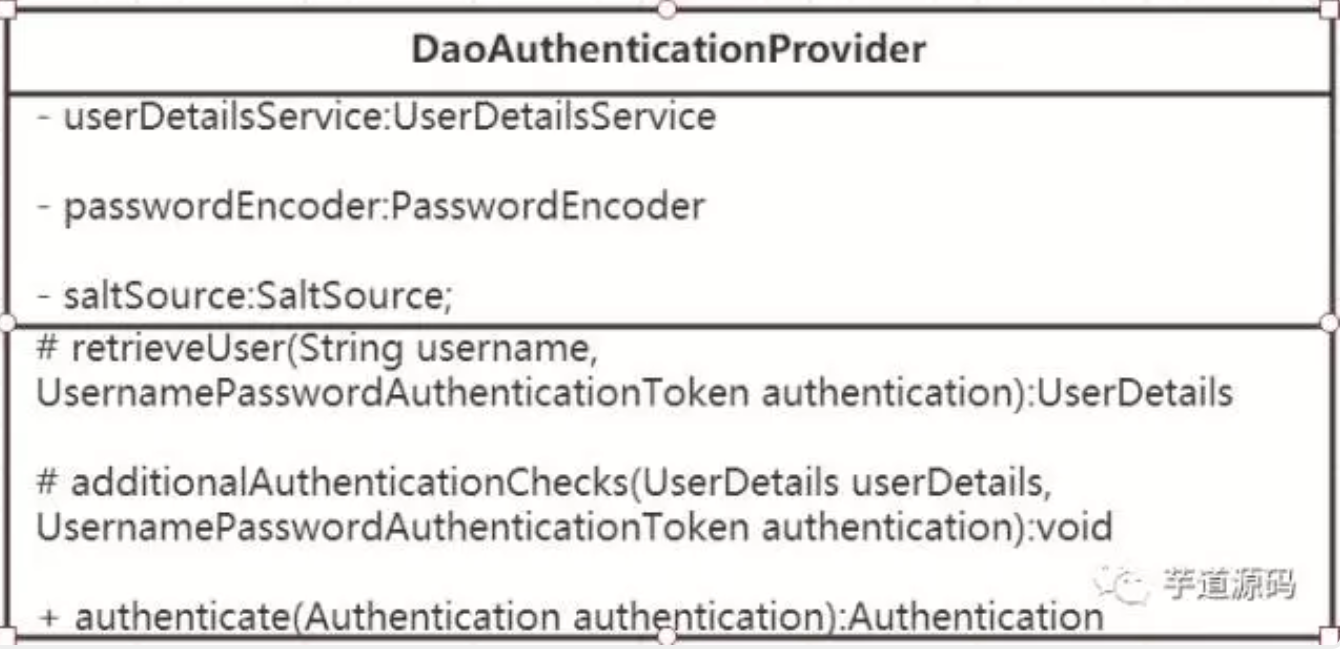 DaoAuthenticationProvider
- userDetailsService:UserDetailsService
- passwordEncoder:PasswordEncoder
- saltSource:SaltSource;
# retrieveUser(String username,
UsernamePasswordAuthenticationToken authentication):UserDetails
# additionalAuthenticationChecks(UserDetails userDetails,
UsernamePasswordAuthenticationToken authentication):void
芋道源码
+ authenticate(Authentication authentication):Authentication